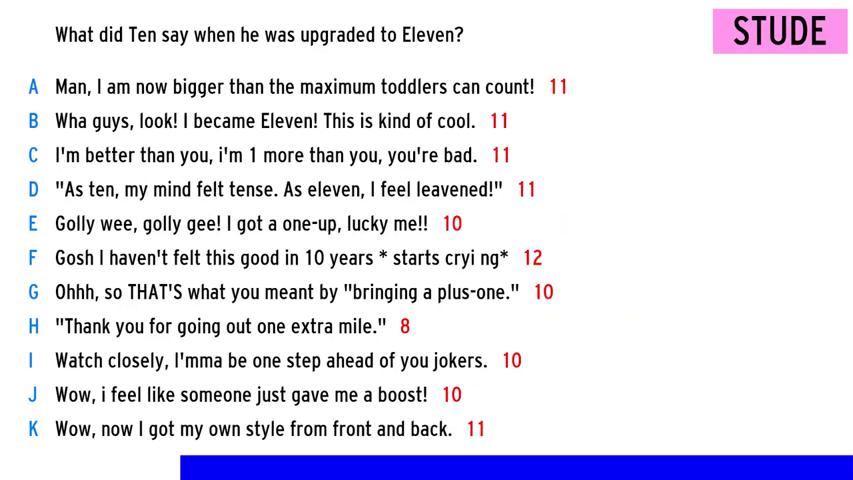 What did Ten say when he was upgraded to Eleven?
STUDE
A Man, I am now bigger than the maximum toddlers can count! 11
B Wha guys, look! I became Eleven! This is kind of cool. 11
C I'm better than you, i'm 1 more than you, you're bad. 11
D "As ten, my mind felt tense. As eleven, I feel leavened!" 11
E Golly wee, golly gee! I got a one-up, lucky me!! 10
F Gosh I haven't felt this good in 10 years * starts cryi ng* 12
G Ohhh, so THAT'S what you meant by "bringing a plus-one." 10
H "Thank you for going out one extra mile." 8
I Watch closely, I'mma be one step ahead of you jokers. 10
J Wow, i feel like someone just gave me a boost! 10
K Wow, now I got my own style from front and back. 11